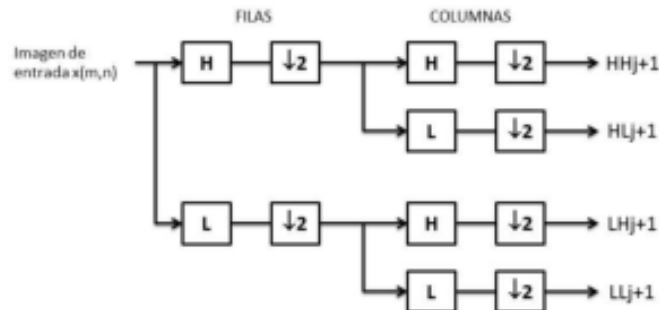 FILAS COLUMNAS
Imagen de
entrada x(m,n)
H ↓2 H ↓2 HHj+1
L ↓2 HLj+1
L ↓2 H ↓2 LHj+1
L ↓2 LLj+1